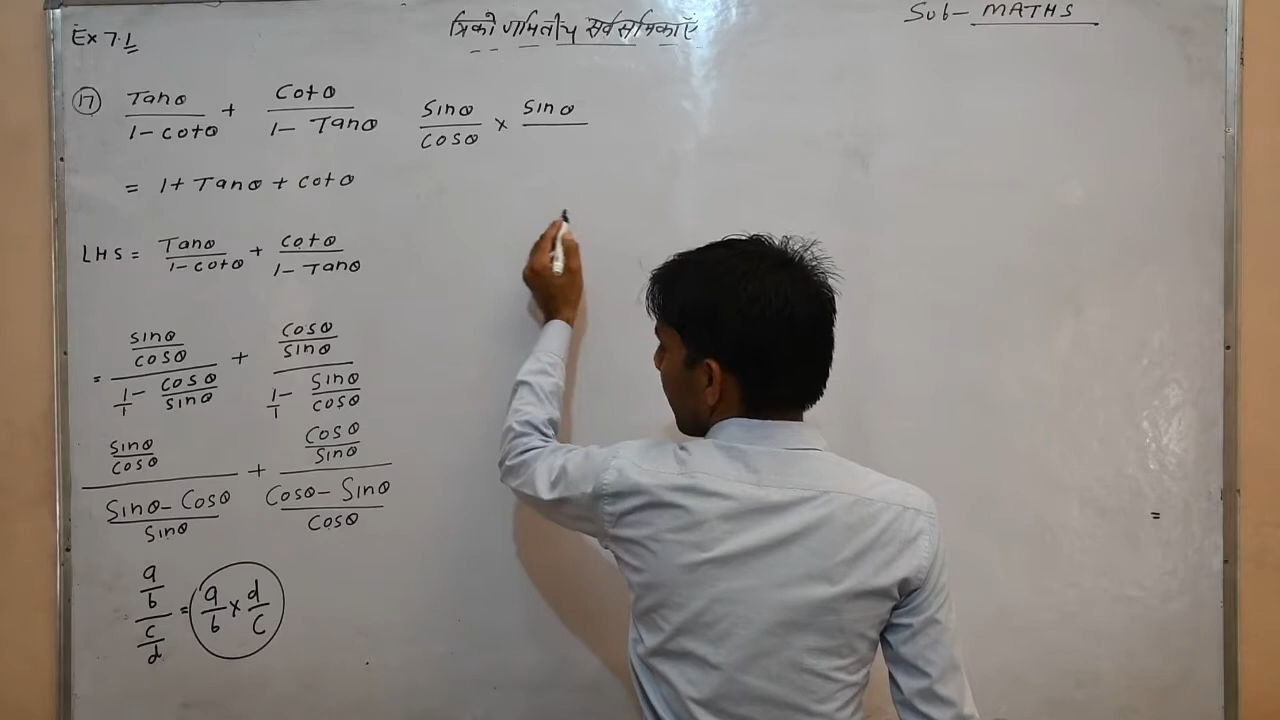 Ex 7.1
त्रिकोणमितीय सर्वसमिकाएँ
Sub- MATHS
17 Tanθ/(1-cotθ) + Cotθ/(1- Tanθ)
= 1+ Tanθ + cotθ
LHS = Tanθ/(1-cotθ) + cotθ/(1- Tanθ)
= (sinθ/cosθ)/(1/1 - cosθ/sinθ) + (cosθ/sinθ)/(1/1 - sinθ/cosθ)
(sinθ/cosθ)/((sinθ- cosθ)/sinθ) + (cosθ/sinθ)/((cosθ- sinθ)/cosθ)
(a/b)/(c/d) = a/b × d/c
sinθ/cosθ × sinθ/
=